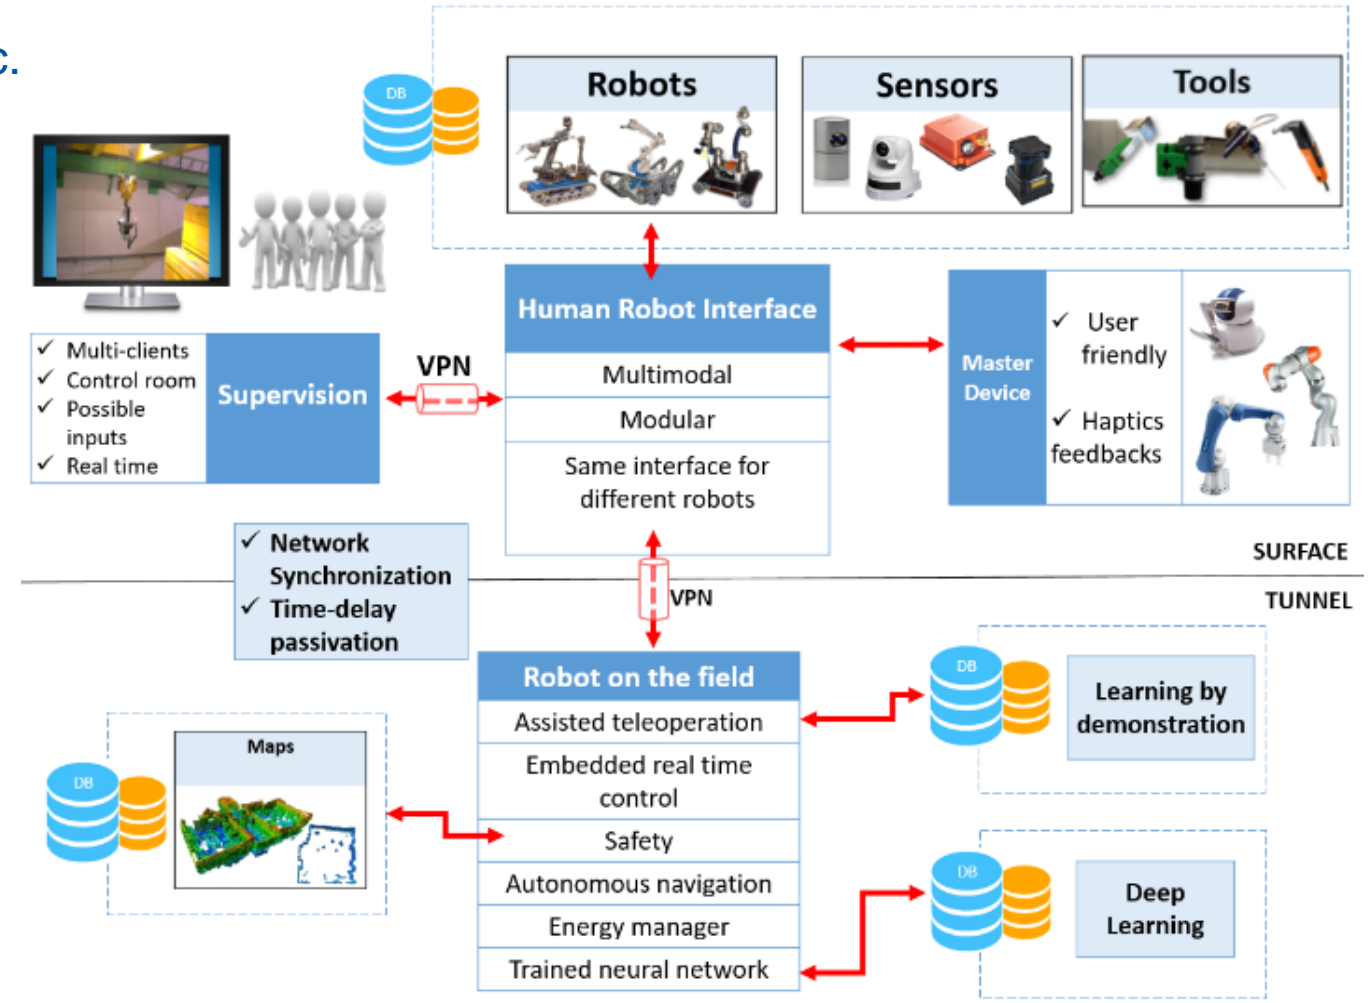 c.
DB
Robots
Sensors
Tools
Human Robot Interface
Multimodal
Modular
Same interface for
different robots
✓ Multi-clients
✓ Control room
✓ Possible
inputs
✓ Real time
Supervision
VPN
Master
Device
✓ User
friendly
✓ Haptics
feedbacks
✓ Network
Synchronization
✓ Time-delay
passivation
SURFACE
TUNNEL
VPN
Robot on the field
Assisted teleoperation
Embedded real time
control
Safety
Autonomous navigation
Energy manager
Trained neural network
DB
Maps
DB
Learning by
demonstration
DB
Deep
Learning